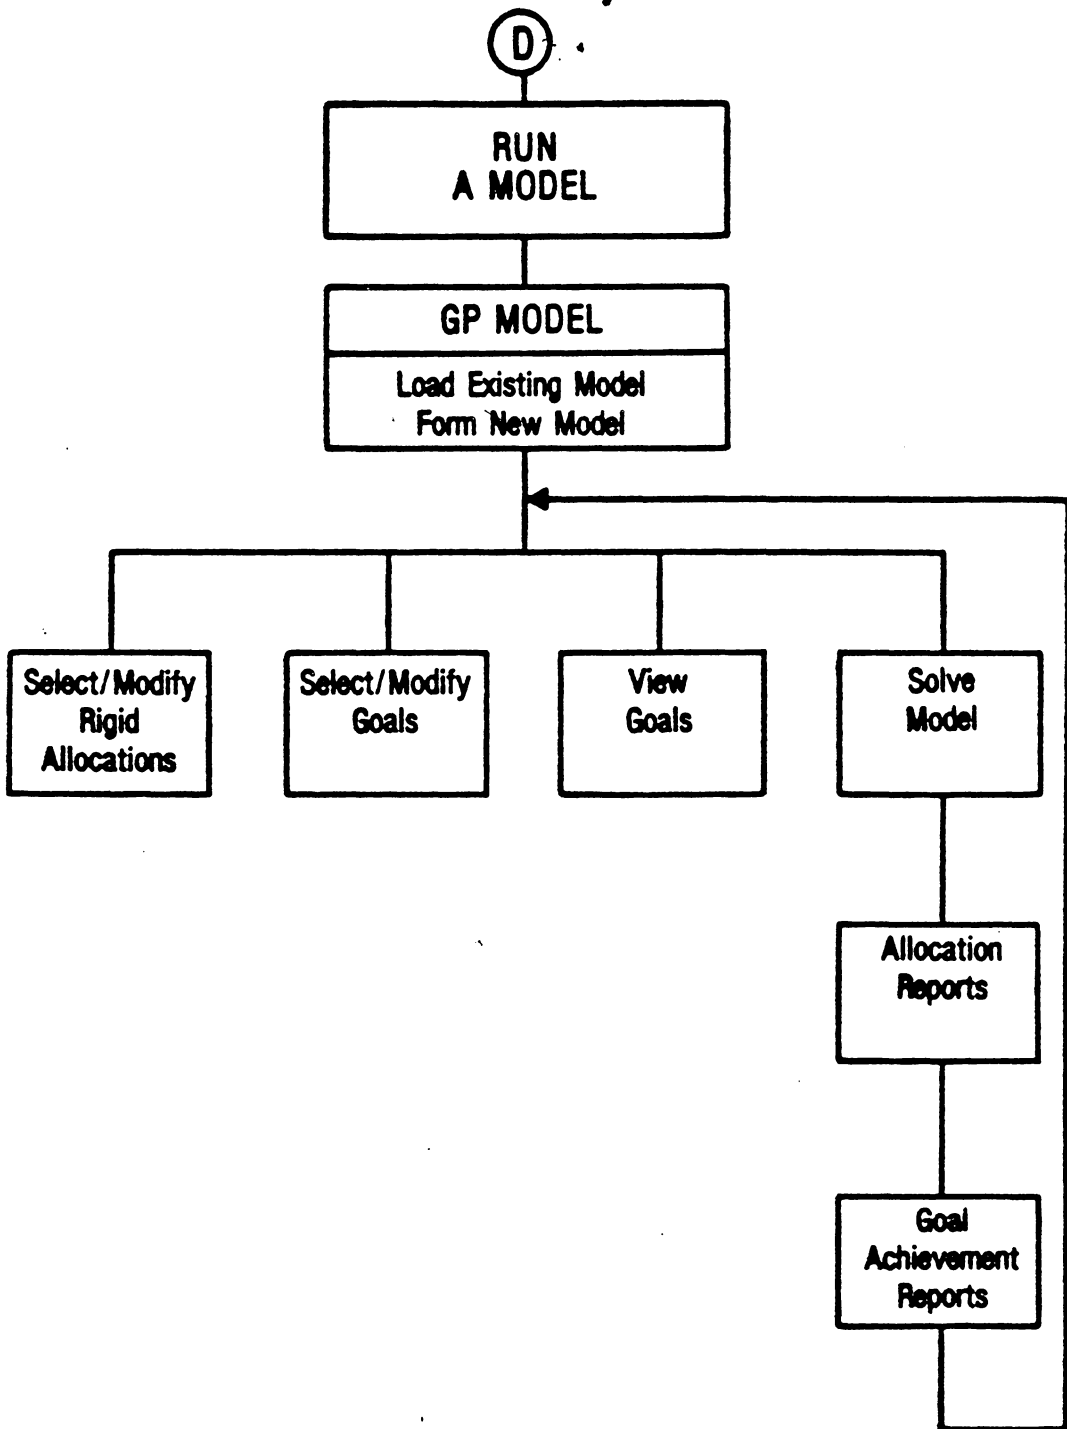 D
RUN
A MODEL
GP MODEL
Load Existing Model
Form New Model
Select/Modify
Rigid
Allocations
Select/Modify
Goals
View
Goals
Solve
Model
Allocation
Reports
Goal
Achievement
Reports